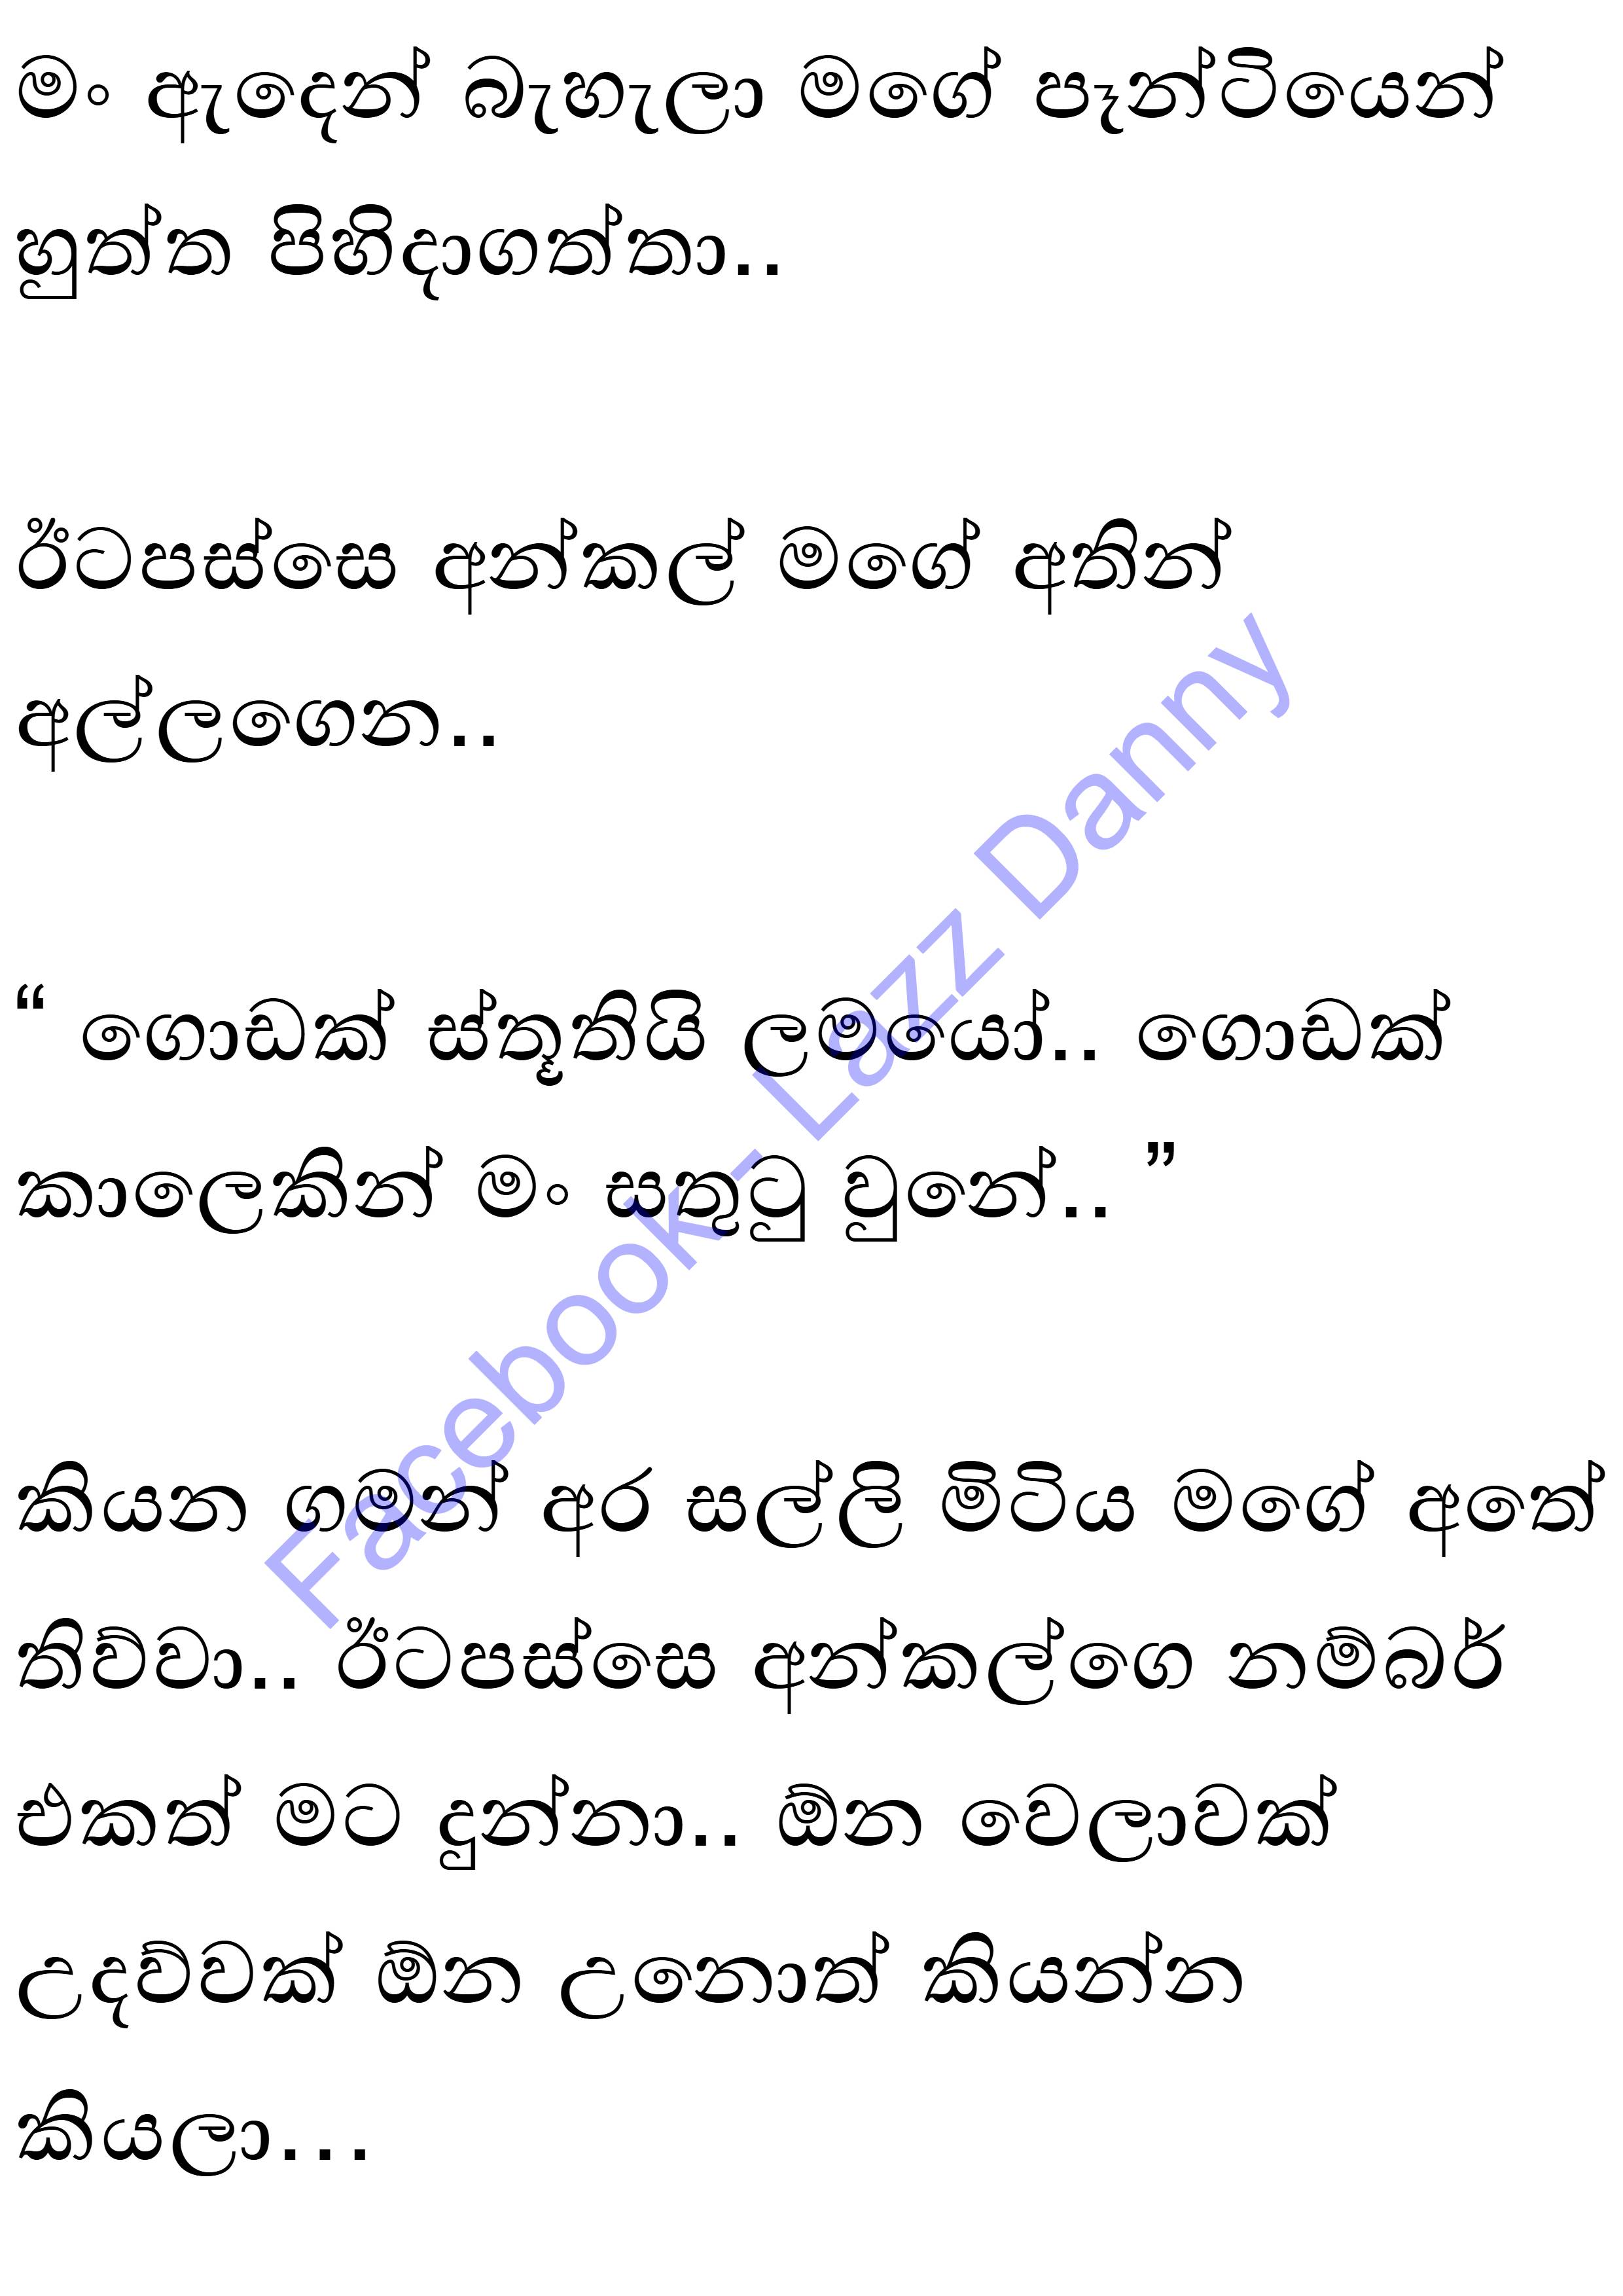 මං ඇඳෙන් බැහැලා මගේ පෑන්ටියෙන්
හුත්ත පිහිදාගත්තා..
ඊටපස්සෙ අන්කල් මගේ අතින්
අල්ලගෙන..
“ ගොඩක් ස්තූතියි ලමයෝ.. ගොඩක්
කාලෙකින් මං සතුටු වුනේ.. ”
කියන ගමන් අර සල්ලි මිටිය මගේ අතේ
තිව්වා.. ඊටපස්සෙ අන්කල්ගෙ නම්බර්
එකත් මට දුන්නා.. ඕන වෙලාවක්
උදව්වක් ඕන උනොත් කියන්න
කියලා...
Facebook - Lazz Danny